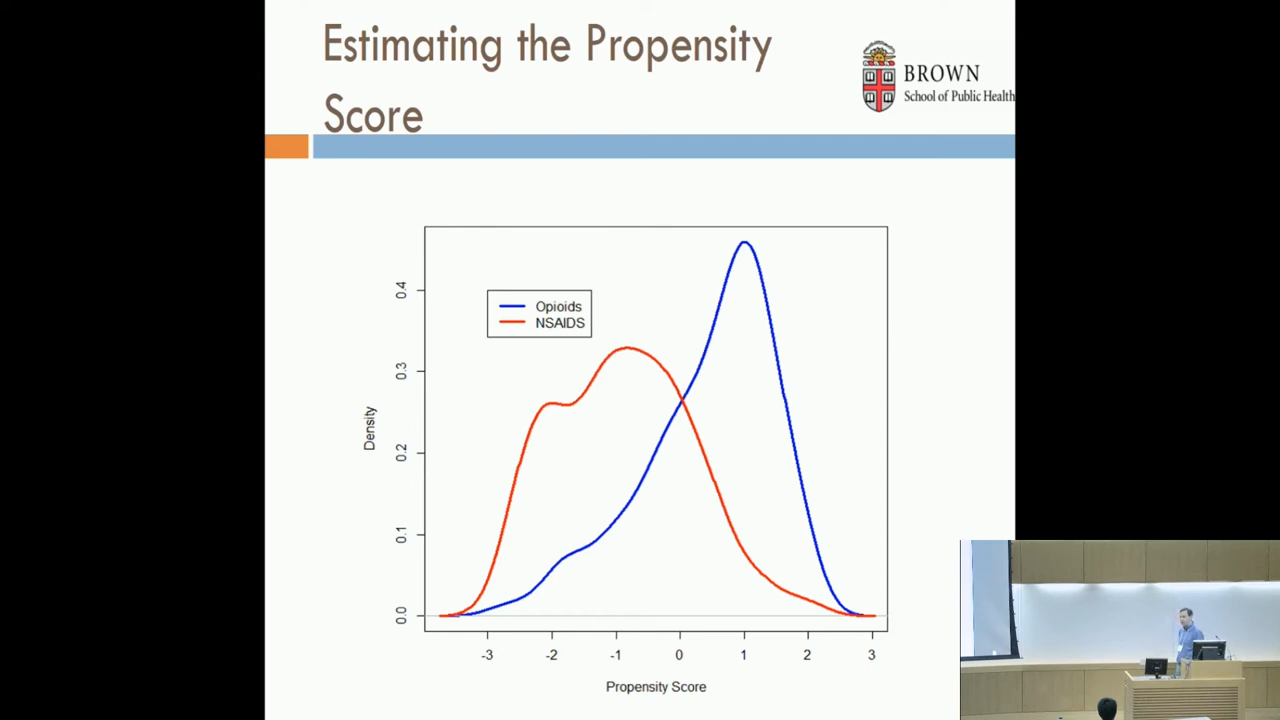 Estimating the Propensity
Score
BROWN
School of Public Health
Opioids
NSAIDS
Density
0.4
0.3
0.2
0.1
0.0
-3 -2 -1 0 1 2 3
Propensity Score